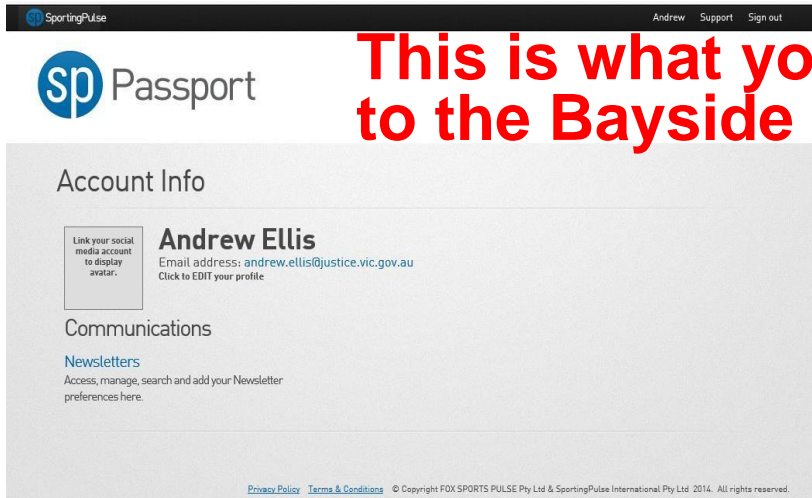 sp SportingPulse Andrew Support Sign out
This is what yo
sp Passport
to the Bayside
Account Info
Link your social
media account
to display
avatar.
Andrew Ellis
Email address: andrew.ellis@justice.vic.gov.au
Click to EDIT your profile
Communications
Newsletters
Access, manage, search and add your Newsletter
preferences here.
Privacy Policy Terms & Conditions © Copyright FOX SPORTS PULSE Pty Ltd & SportingPulse International Pty Ltd 2014. All rights reserved.